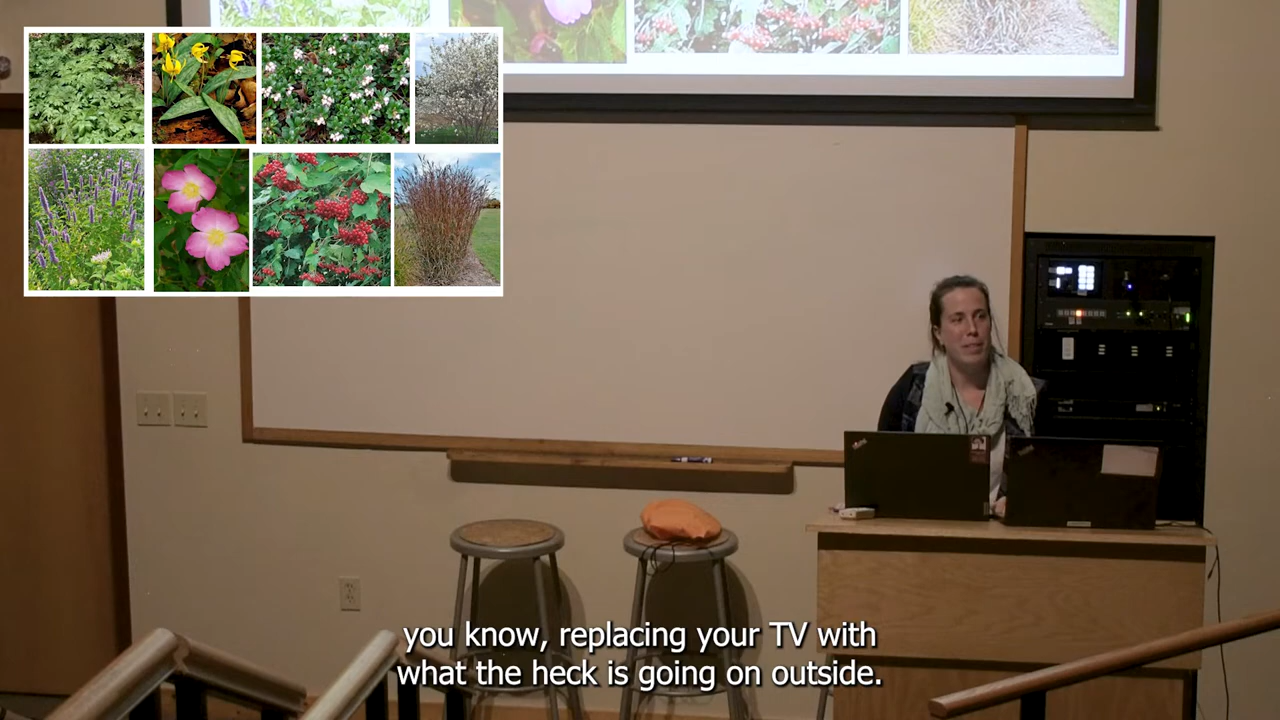 you know, replacing your TV with
what the heck is going on outside.